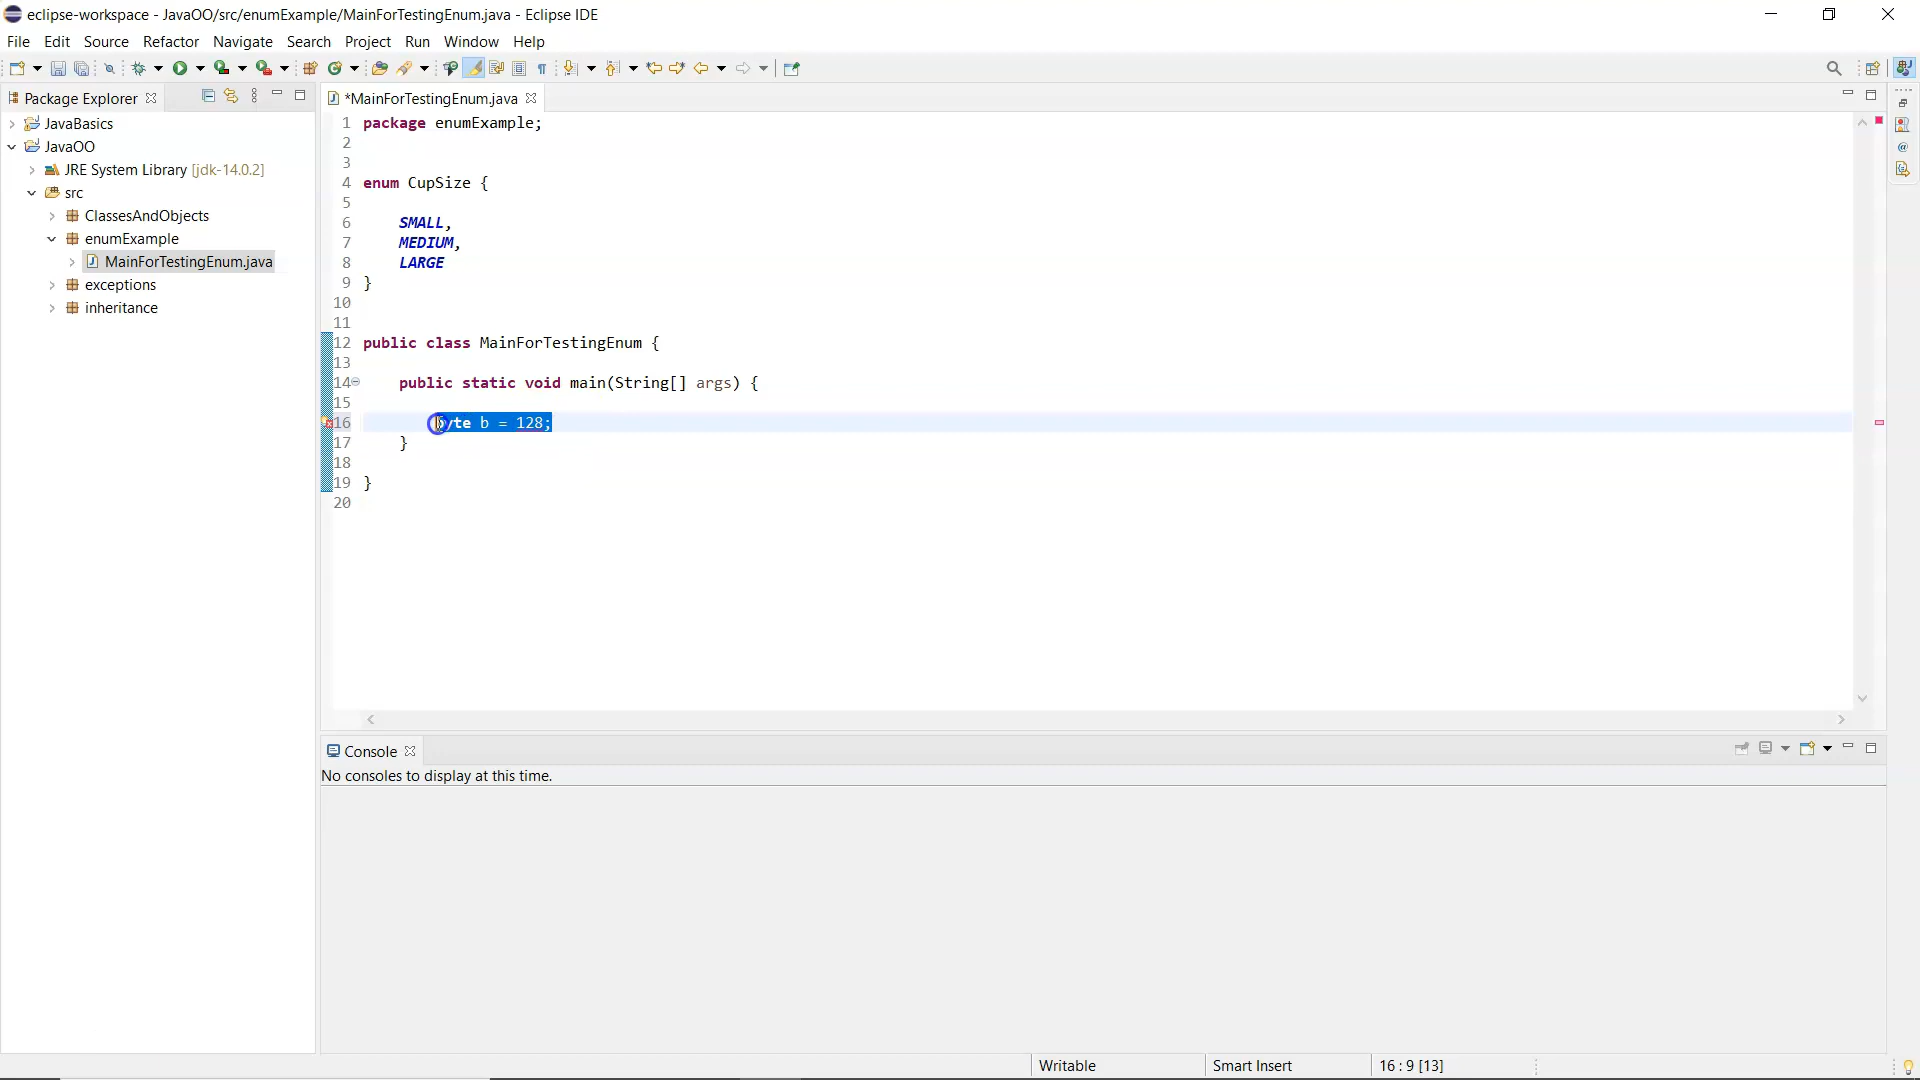 eclipse-workspace - JavaOO/src/enumExample/MainForTestingEnum.java - Eclipse IDE
File Edit Source Refactor Navigate Search Project Run Window Help
Package Explorer
JavaBasics
JavaOO
JRE System Library [jdk-14.0.2]
src
ClassesAndObjects
enumExample
MainForTestingEnum.java
exceptions
inheritance
*MainForTestingEnum.java
1 package enumExample;
2
3
4 enum CupSize {
5
6 SMALL,
7 MEDIUM,
8 LARGE
9 }
10
11
12 public class MainForTestingEnum {
13
14 public static void main(String[] args) {
15
16 byte b = 128;
17 }
18
19 }
20
Console
No consoles to display at this time.
Writable Smart Insert 16 : 9 [13]